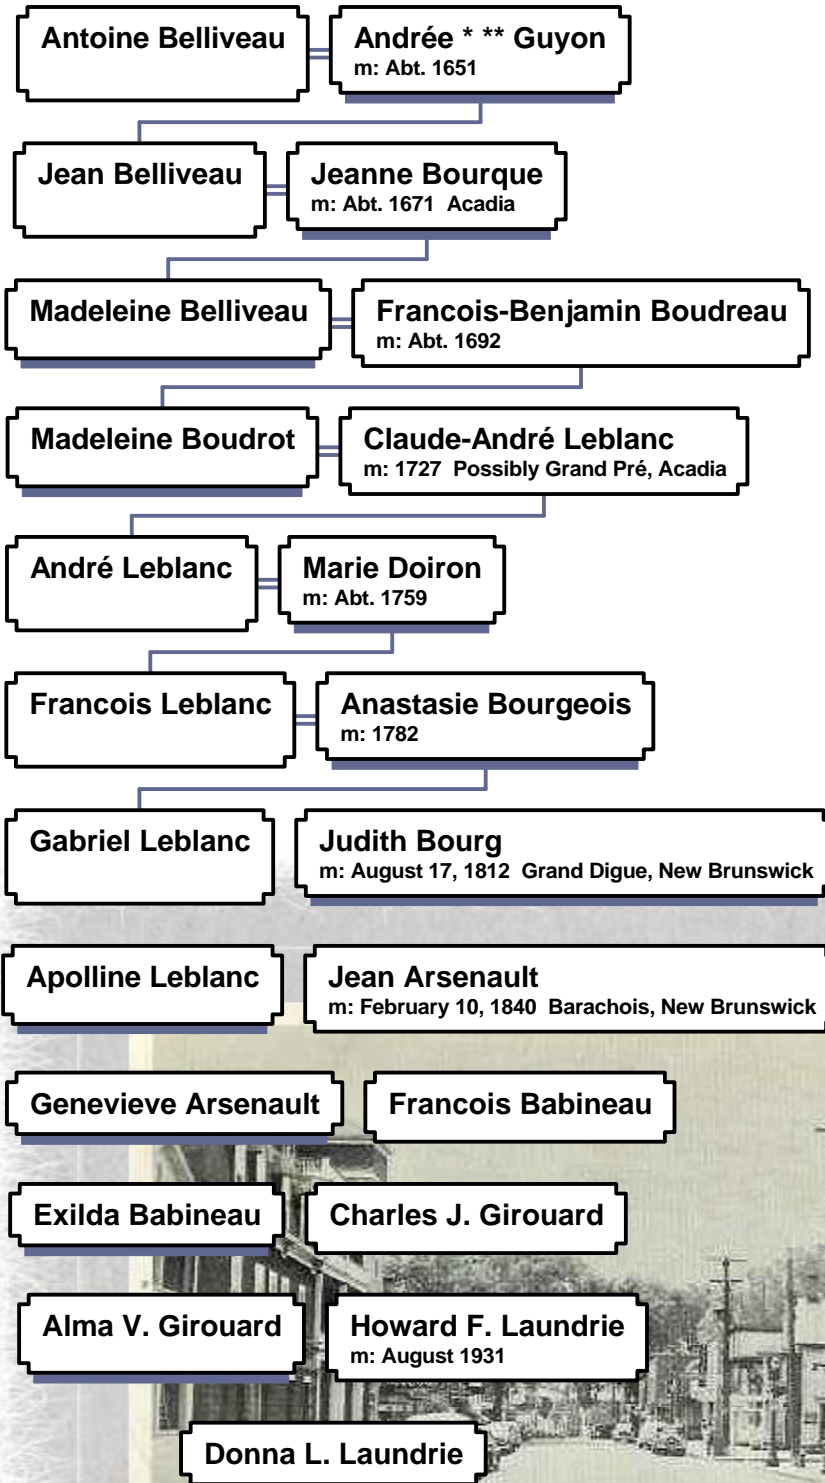 Antoine Belliveau
Andrée * ** Guyon
m: Abt. 1651
Jean Belliveau
Jeanne Bourque
m: Abt. 1671 Acadia
Madeleine Belliveau
Francois-Benjamin Boudreau
m: Abt. 1692
Madeleine Boudrot
Claude-André Leblanc
m: 1727 Possibly Grand Pré, Acadia
André Leblanc
Marie Doiron
m: Abt. 1759
Francois Leblanc
Anastasie Bourgeois
m: 1782
Gabriel Leblanc
Judith Bourg
m: August 17, 1812 Grand Digue, New Brunswick
Apolline Leblanc
Jean Arsenault
m: February 10, 1840 Barachois, New Brunswick
Genevieve Arsenault
Francois Babineau
Exilda Babineau
Charles J. Girouard
Alma V. Girouard
Howard F. Laundrie
m: August 1931
Donna L. Laundrie